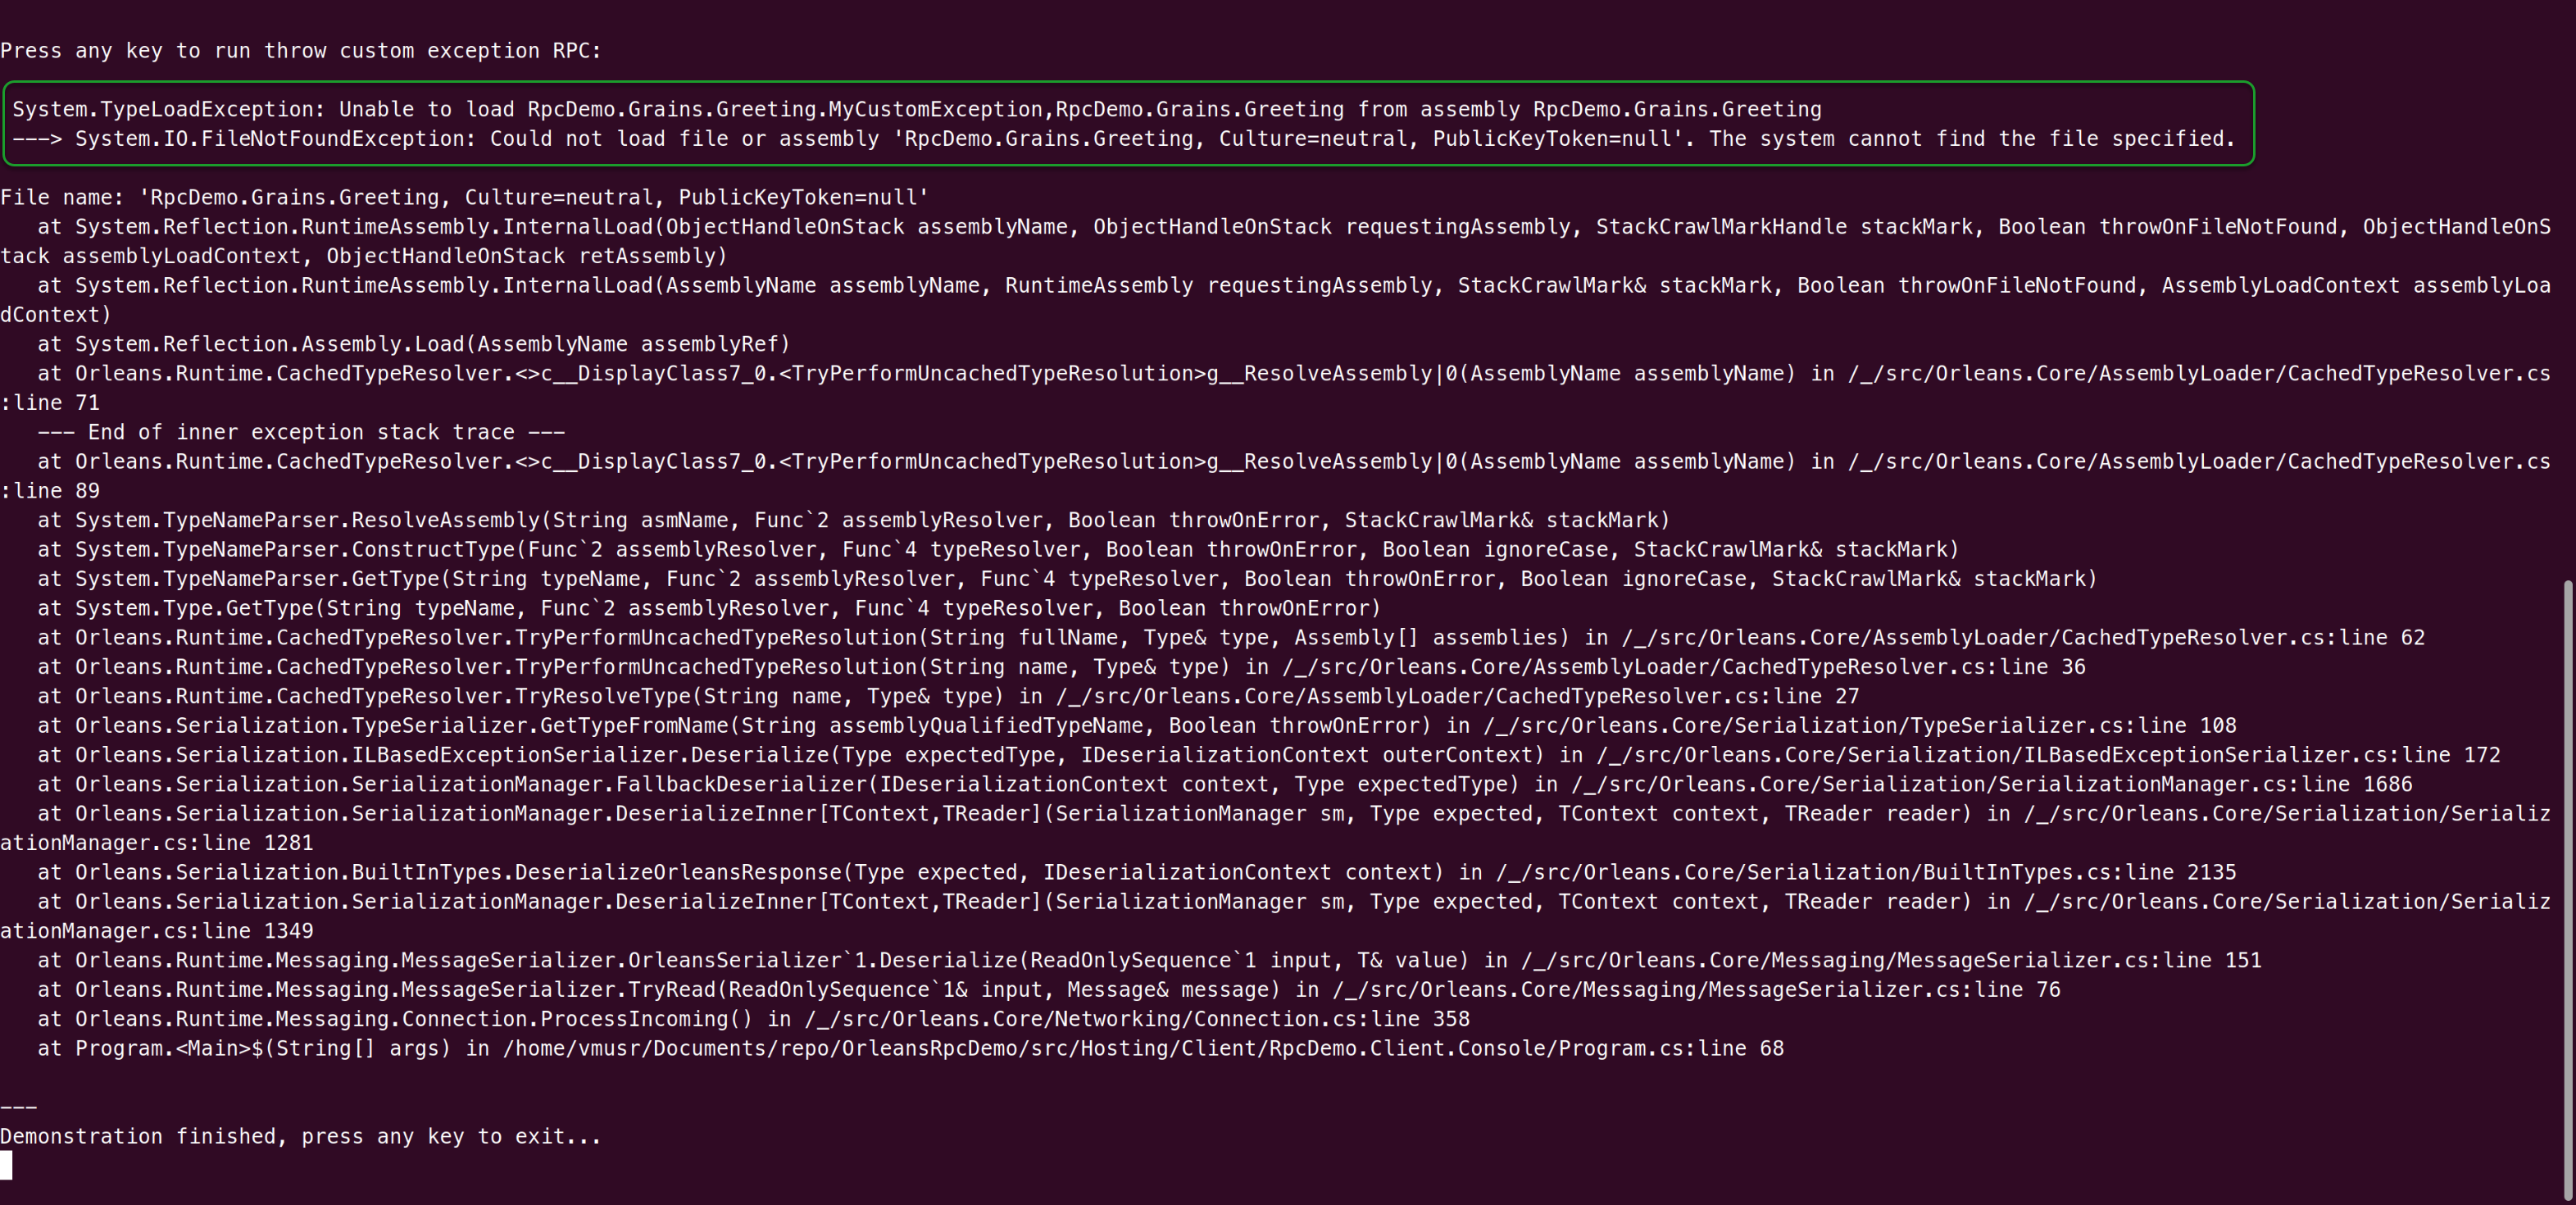 Press any key to run throw custom exception RPC:
System.TypeLoadException: Unable to load RpcDemo.Grains.Greeting.MyCustomException,RpcDemo.Grains.Greeting from assembly RpcDemo.Grains.Greeting
---> System.IO.FileNotFoundException: Could not load file or assembly 'RpcDemo.Grains.Greeting, Culture=neutral, PublicKeyToken=null'. The system cannot find the file specified.
File name: 'RpcDemo.Grains.Greeting, Culture=neutral, PublicKeyToken=null'
   at System.Reflection.RuntimeAssembly.InternalLoad(ObjectHandleOnStack assemblyName, ObjectHandleOnStack requestingAssembly, StackCrawlMarkHandle stackMark, Boolean throwOnFileNotFound, ObjectHandleOnS
tack assemblyLoadContext, ObjectHandleOnStack retAssembly)
   at System.Reflection.RuntimeAssembly.InternalLoad(AssemblyName assemblyName, RuntimeAssembly requestingAssembly, StackCrawlMark& stackMark, Boolean throwOnFileNotFound, AssemblyLoadContext assemblyLoa
dContext)
   at System.Reflection.Assembly.Load(AssemblyName assemblyRef)
   at Orleans.Runtime.CachedTypeResolver.<>c__DisplayClass7_0.<TryPerformUncachedTypeResolution>g__ResolveAssembly|0(AssemblyName assemblyName) in /_/src/Orleans.Core/AssemblyLoader/CachedTypeResolver.cs
:line 71
   --- End of inner exception stack trace ---
   at Orleans.Runtime.CachedTypeResolver.<>c__DisplayClass7_0.<TryPerformUncachedTypeResolution>g__ResolveAssembly|0(AssemblyName assemblyName) in /_/src/Orleans.Core/AssemblyLoader/CachedTypeResolver.cs
:line 89
   at System.TypeNameParser.ResolveAssembly(String asmName, Func`2 assemblyResolver, Boolean throwOnError, StackCrawlMark& stackMark)
   at System.TypeNameParser.ConstructType(Func`2 assemblyResolver, Func`4 typeResolver, Boolean throwOnError, Boolean ignoreCase, StackCrawlMark& stackMark)
   at System.TypeNameParser.GetType(String typeName, Func`2 assemblyResolver, Func`4 typeResolver, Boolean throwOnError, Boolean ignoreCase, StackCrawlMark& stackMark)
   at System.Type.GetType(String typeName, Func`2 assemblyResolver, Func`4 typeResolver, Boolean throwOnError)
   at Orleans.Runtime.CachedTypeResolver.TryPerformUncachedTypeResolution(String fullName, Type& type, Assembly[] assemblies) in /_/src/Orleans.Core/AssemblyLoader/CachedTypeResolver.cs:line 62
   at Orleans.Runtime.CachedTypeResolver.TryPerformUncachedTypeResolution(String name, Type& type) in /_/src/Orleans.Core/AssemblyLoader/CachedTypeResolver.cs:line 36
   at Orleans.Runtime.CachedTypeResolver.TryResolveType(String name, Type& type) in /_/src/Orleans.Core/AssemblyLoader/CachedTypeResolver.cs:line 27
   at Orleans.Serialization.TypeSerializer.GetTypeFromName(String assemblyQualifiedTypeName, Boolean throwOnError) in /_/src/Orleans.Core/Serialization/TypeSerializer.cs:line 108
   at Orleans.Serialization.ILBasedExceptionSerializer.Deserialize(Type expectedType, IDeserializationContext outerContext) in /_/src/Orleans.Core/Serialization/ILBasedExceptionSerializer.cs:line 172
   at Orleans.Serialization.SerializationManager.FallbackDeserializer(IDeserializationContext context, Type expectedType) in /_/src/Orleans.Core/Serialization/SerializationManager.cs:line 1686
   at Orleans.Serialization.SerializationManager.DeserializeInner[TContext,TReader](SerializationManager sm, Type expected, TContext context, TReader reader) in /_/src/Orleans.Core/Serialization/Serializ
ationManager.cs:line 1281
   at Orleans.Serialization.BuiltInTypes.DeserializeOrleansResponse(Type expected, IDeserializationContext context) in /_/src/Orleans.Core/Serialization/BuiltInTypes.cs:line 2135
   at Orleans.Serialization.SerializationManager.DeserializeInner[TContext,TReader](SerializationManager sm, Type expected, TContext context, TReader reader) in /_/src/Orleans.Core/Serialization/Serializ
ationManager.cs:line 1349
   at Orleans.Runtime.Messaging.MessageSerializer.OrleansSerializer`1.Deserialize(ReadOnlySequence`1 input, T& value) in /_/src/Orleans.Core/Messaging/MessageSerializer.cs:line 151
   at Orleans.Runtime.Messaging.MessageSerializer.TryRead(ReadOnlySequence`1& input, Message& message) in /_/src/Orleans.Core/Messaging/MessageSerializer.cs:line 76
   at Orleans.Runtime.Messaging.Connection.ProcessIncoming() in /_/src/Orleans.Core/Networking/Connection.cs:line 358
   at Program.<Main>$(String[] args) in /home/vmusr/Documents/repo/OrleansRpcDemo/src/Hosting/Client/RpcDemo.Client.Console/Program.cs:line 68
---
Demonstration finished, press any key to exit...